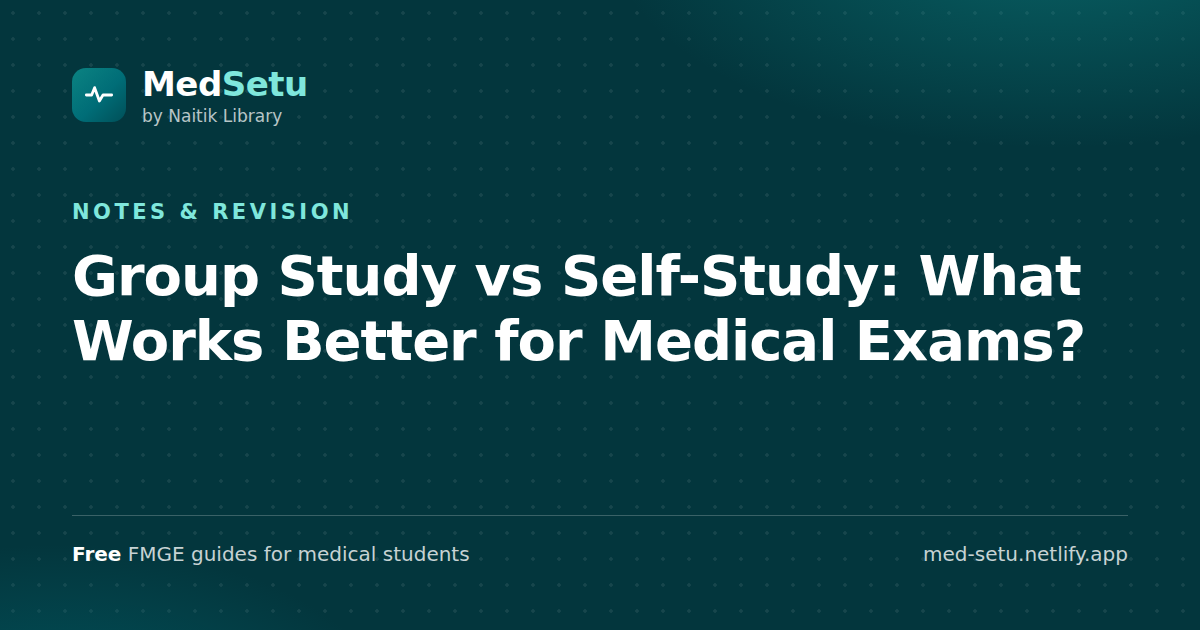 MedSetu
by Naitik Library
NOTES & REVISION
Group Study vs Self-Study: What
Works Better for Medical Exams?
Free FMGE guides for medical students
med-setu.netlify.app